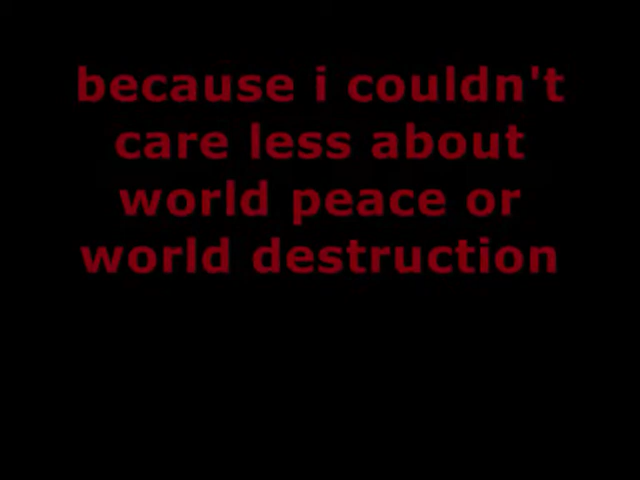 because i couldn't
care less about
world peace or
world destruction